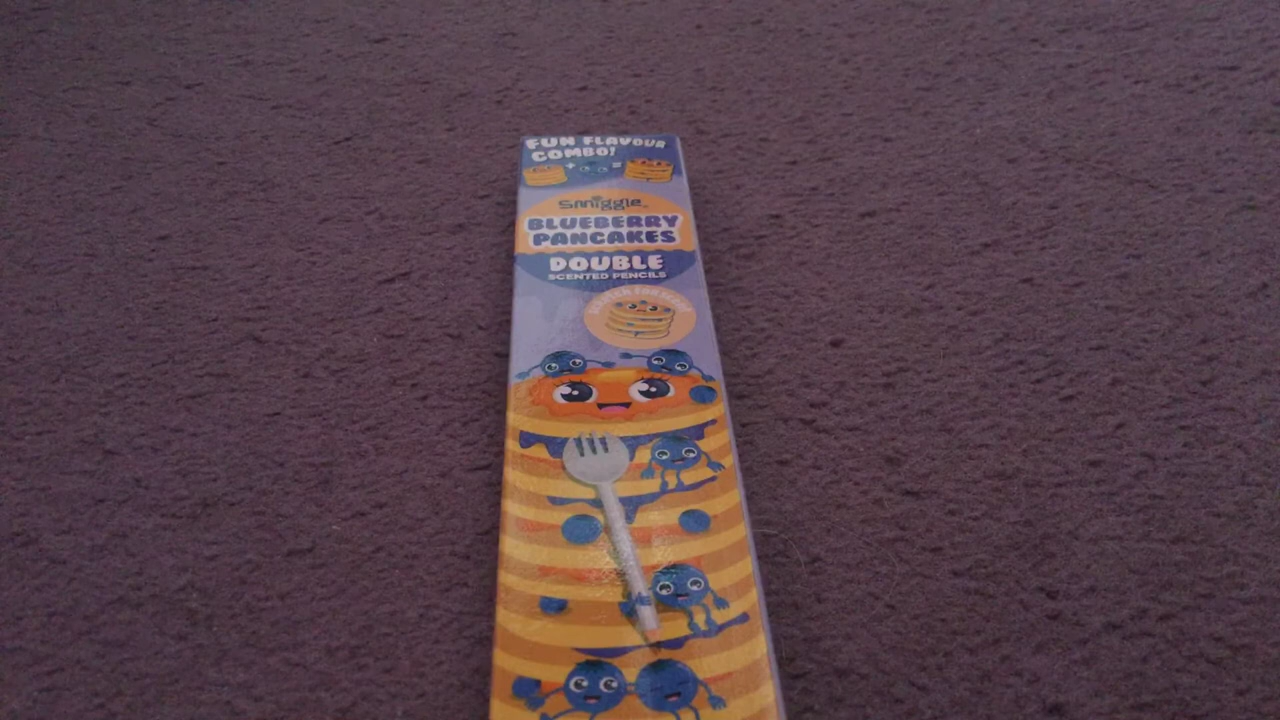 FUN FLAVOUR
COMBO!
+ =
Smiggle
BLUEBERRY
PANCAKES
DOUBLE
SCENTED PENCILS